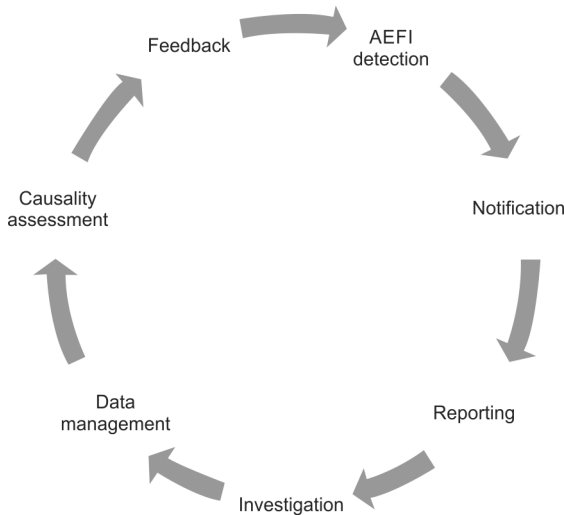 Feedback
AEFI
detection
Notification
Reporting
Investigation
Data
management
Causality
assessment